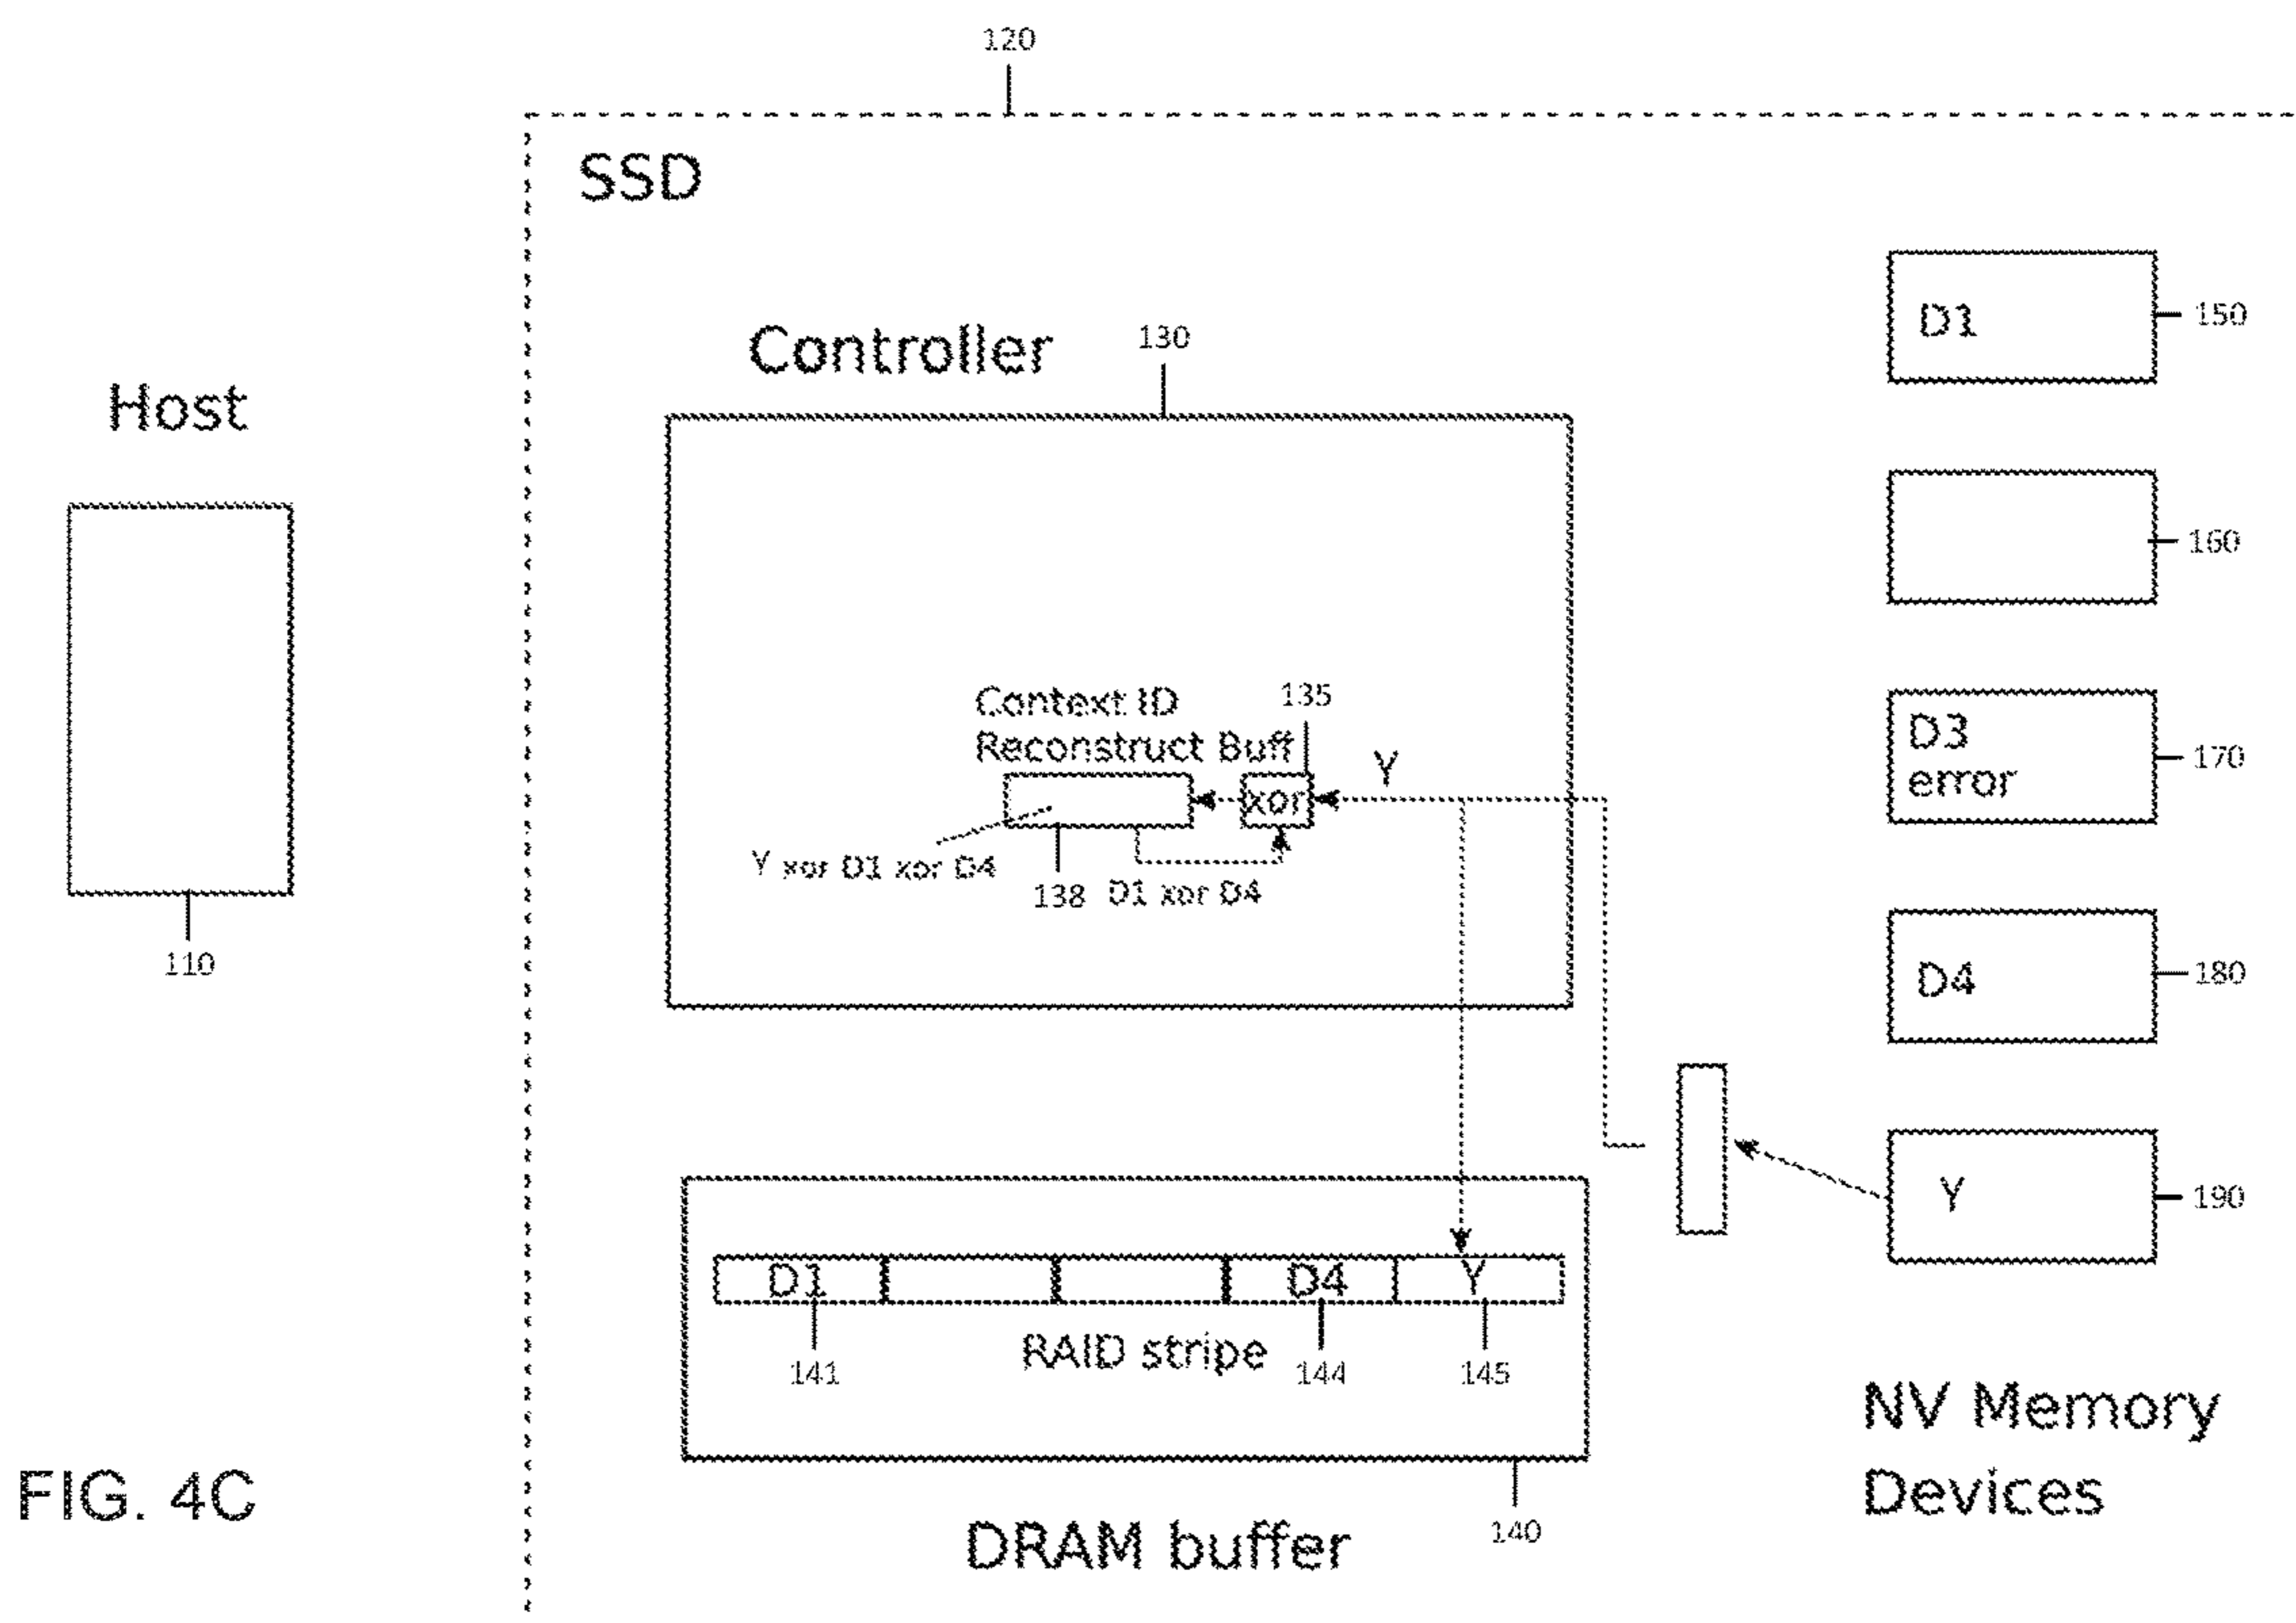 120
SSD
D1
150
Controller
130
Host
160
Context ID
135
Reconstruct Buff
Y
D3
error
170
xor
Y xor D1 xor D4
138
D1 xor D4
110
D4
180
Y
190
D1
D4
Y
RAID stripe
141
144
145
NV Memory
Devices
FIG. 4C
DRAM buffer
140